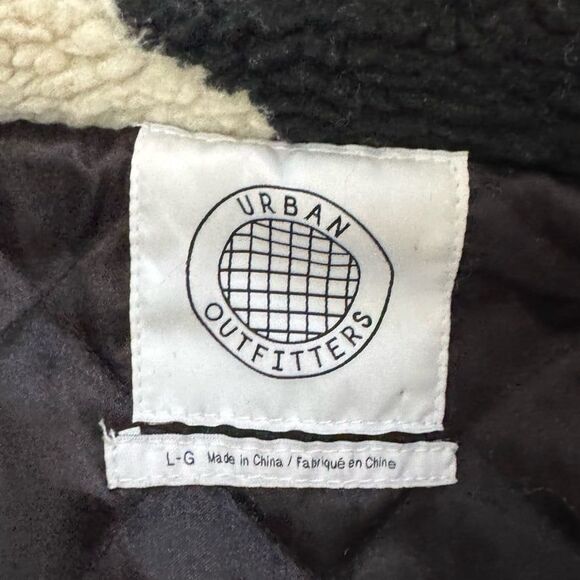 URBAN
OUTFITTERS
L-G Made in China / Fabriqué en Chine